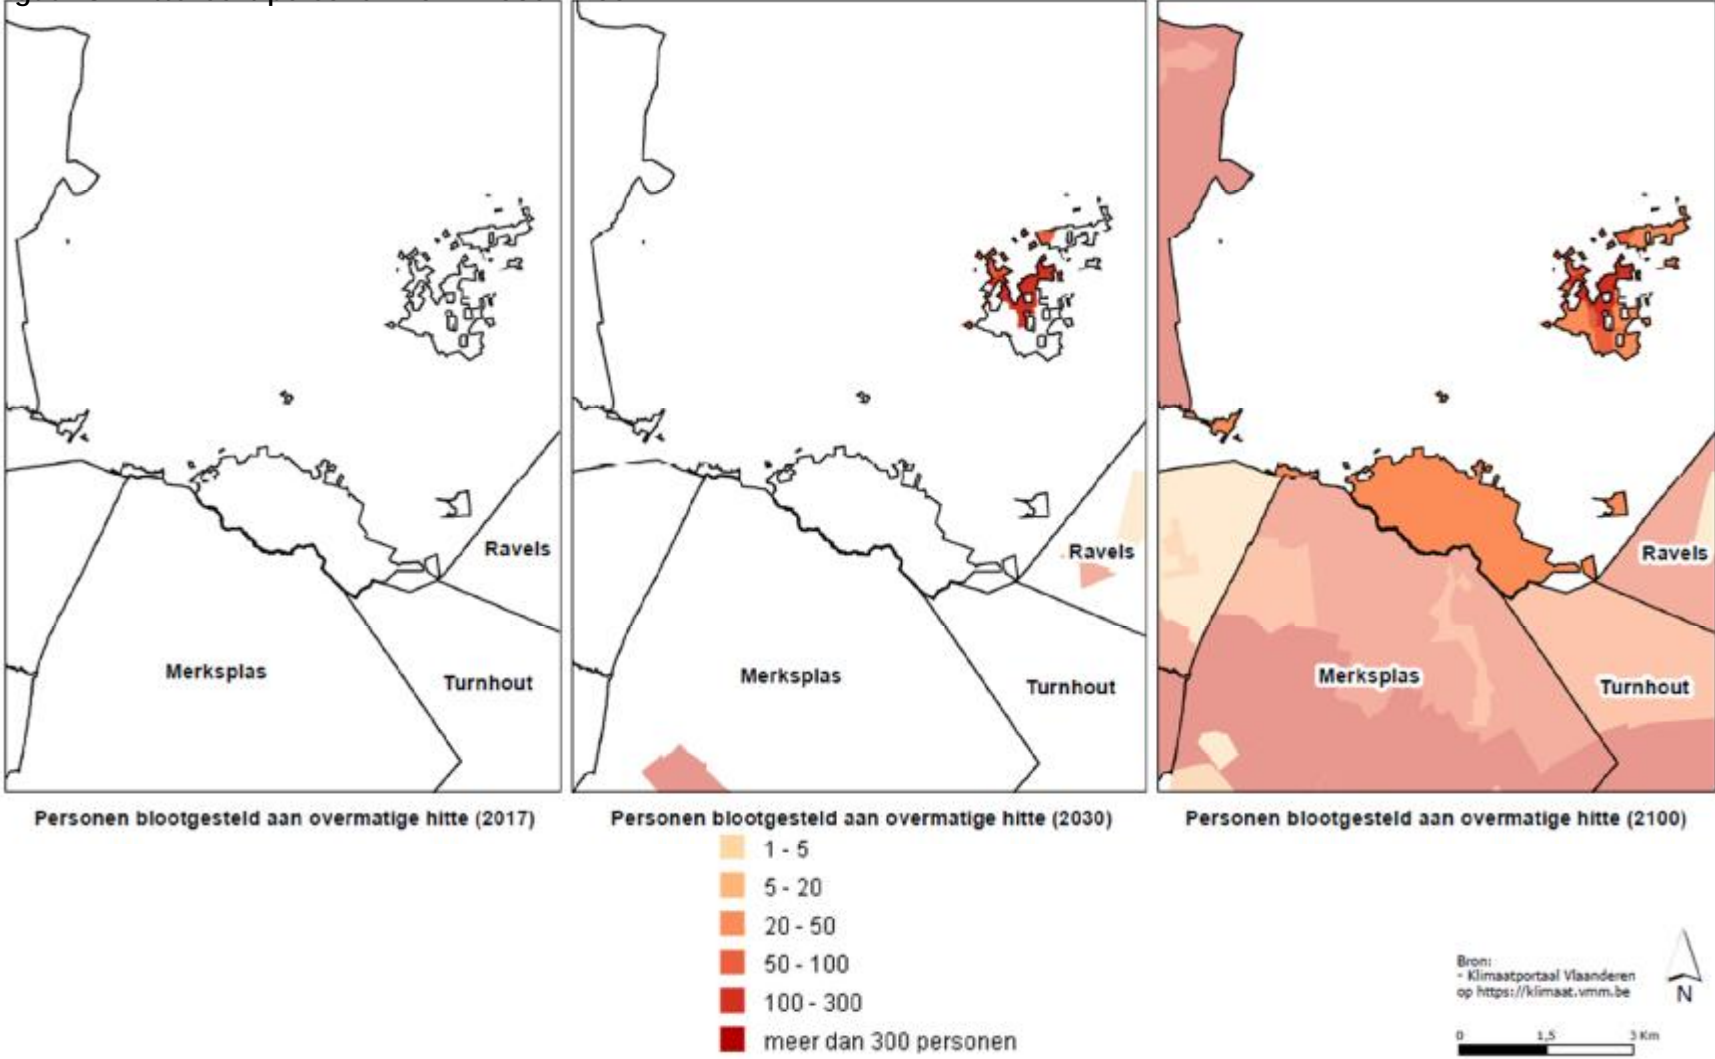 Ravels
Merksplas
Turnhout
Ravels
Merksplas
Turnhout
Ravels
Merksplas
Turnhout
Personen blootgesteld aan overmatige hitte (2017)
Personen blootgesteld aan overmatige hitte (2030)
Personen blootgesteld aan overmatige hitte (2100)
1 - 5
5 - 20
20 - 50
50 - 100
100 - 300
meer dan 300 personen
Bron:
- Klimaatportaal Vlaanderen
op https://klimaat.vmm.be
N
0 1,5 3 Km